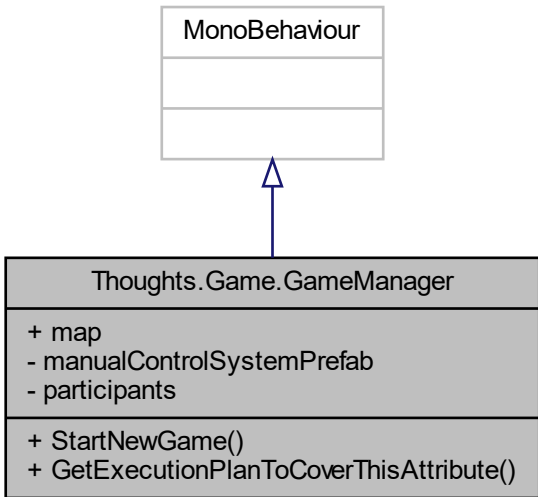 MonoBehaviour
Thoughts.Game.GameManager
+ map
- manualControlSystemPrefab
- participants
+ StartNewGame()
+ GetExecutionPlanToCoverThisAttribute()